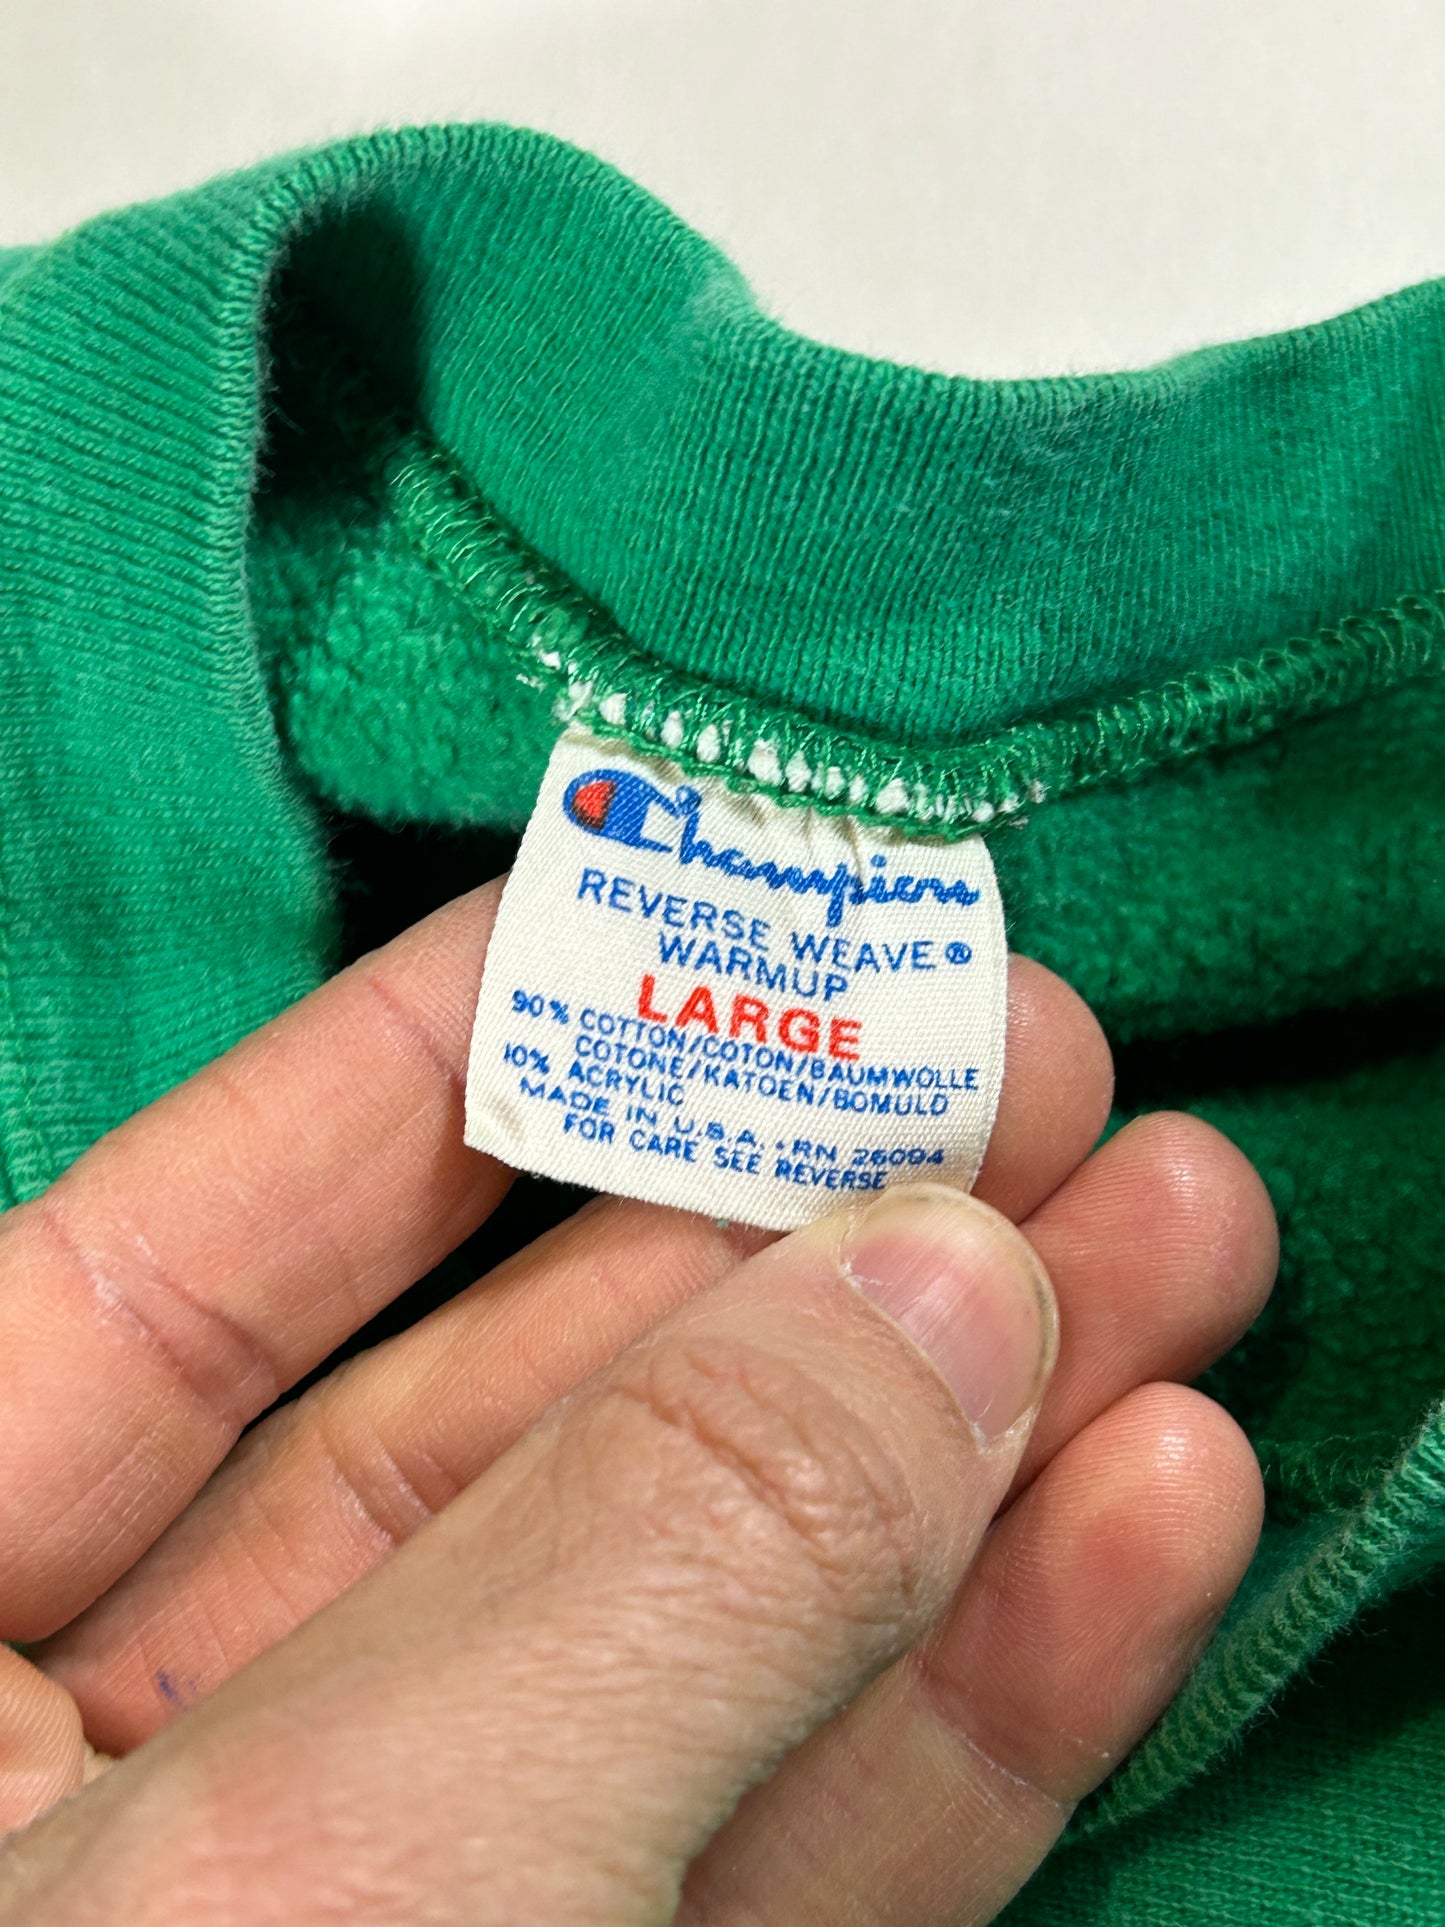 Champion
REVERSE WEAVE®
WARMUP
LARGE
90% COTTON/COTON/BAUMWOLLE
COTONE/KATOEN/BOMULD
10% ACRYLIC
MADE IN U.S.A. • RN 26094
FOR CARE SEE REVERSE